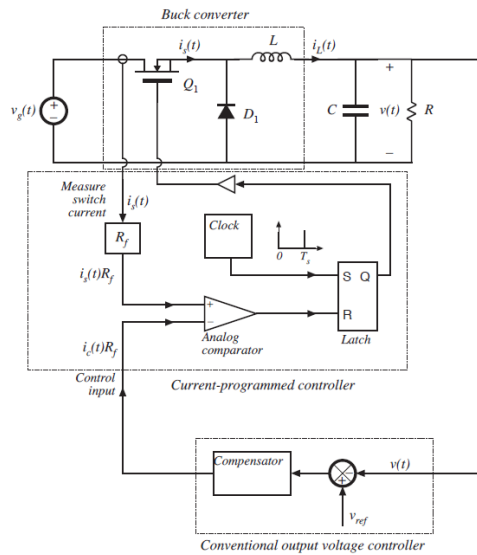 Buck converter
i_s(t)
L
i_L(t)
+
Q_1
v_g(t)
+
−
D_1
C
v(t)
R
−
Measure
switch
current
i_s(t)
Clock
R_f
0
T_s
i_s(t)R_f
S Q
+
−
R
Analog
comparator
Latch
i_c(t)R_f
Control
input
Current-programmed controller
Compensator
v(t)
−
+
v_ref
Conventional output voltage controller